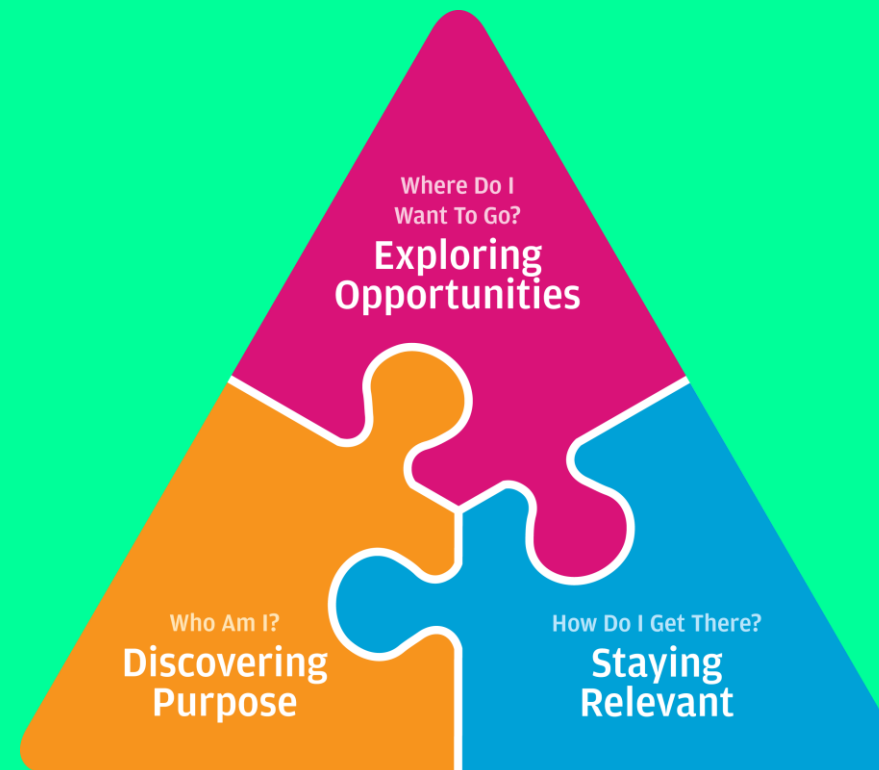 Where Do I
Want To Go?
Exploring
Opportunities
Who Am I?
Discovering
Purpose
How Do I Get There?
Staying
Relevant